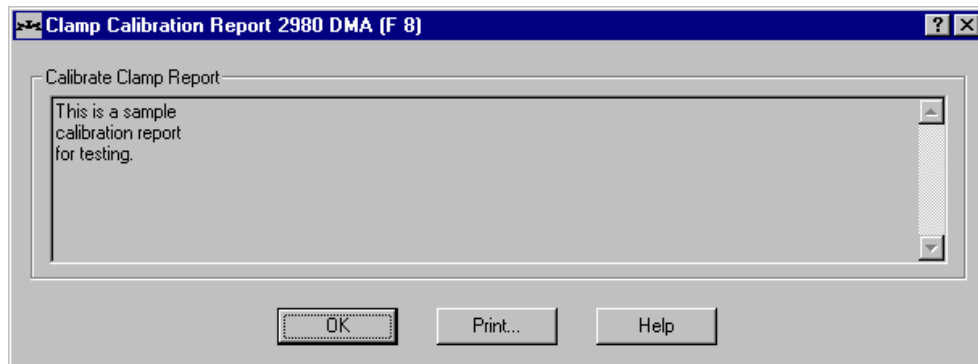 Clamp Calibration Report 2980 DMA (F 8)
Calibrate Clamp Report
This is a sample
calibration report
for testing.
OK Print... Help